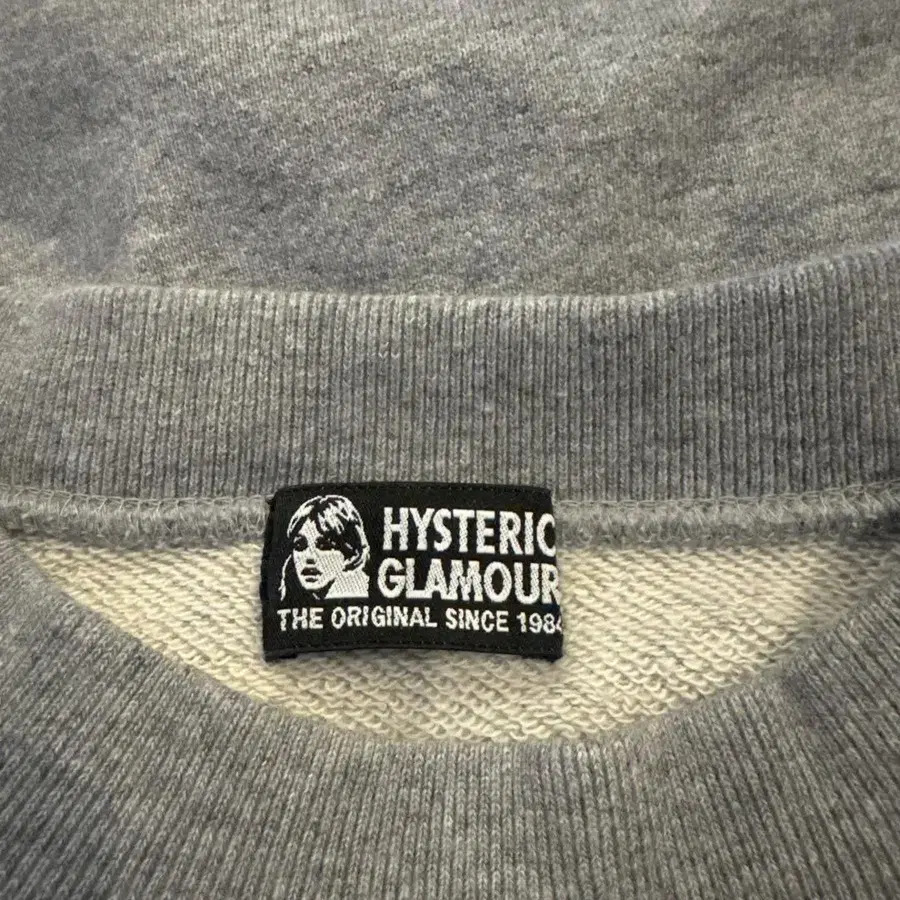 HYSTERIC
GLAMOUR
THE ORIGINAL SINCE 1984